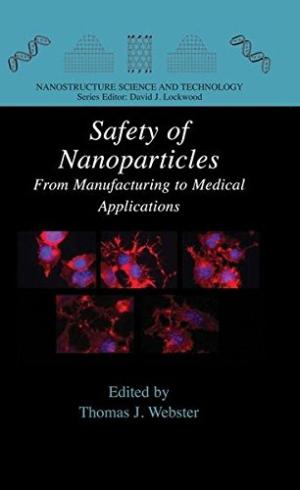 NANOSTRUCTURE SCIENCE AND TECHNOLOGY
Series Editor: David J. Lockwood
Safety of
Nanoparticles
From Manufacturing to Medical
Applications
Edited by
Thomas J. Webster